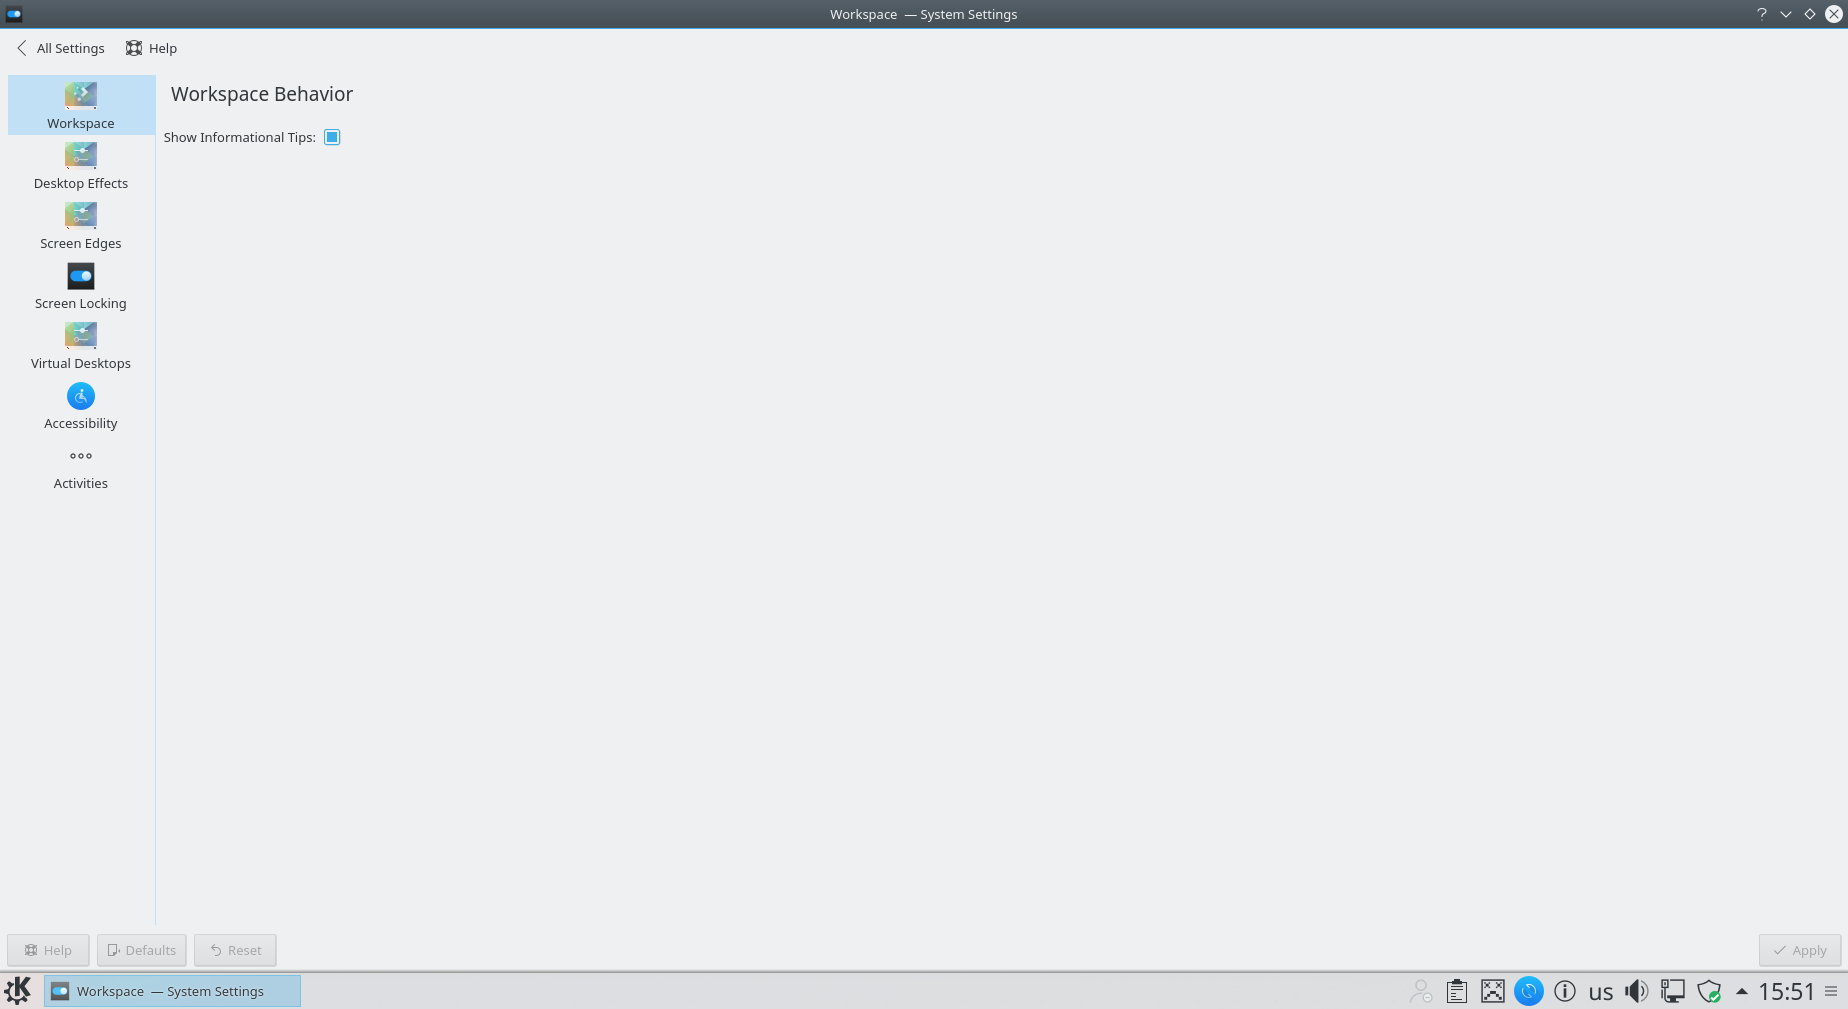 Workspace — System Settings
All Settings
Help
Workspace
Desktop Effects
Screen Edges
Screen Locking
Virtual Desktops
Accessibility
Activities
Workspace Behavior
Show Informational Tips:
Help
Defaults
Reset
Apply
Workspace — System Settings
us
15:51